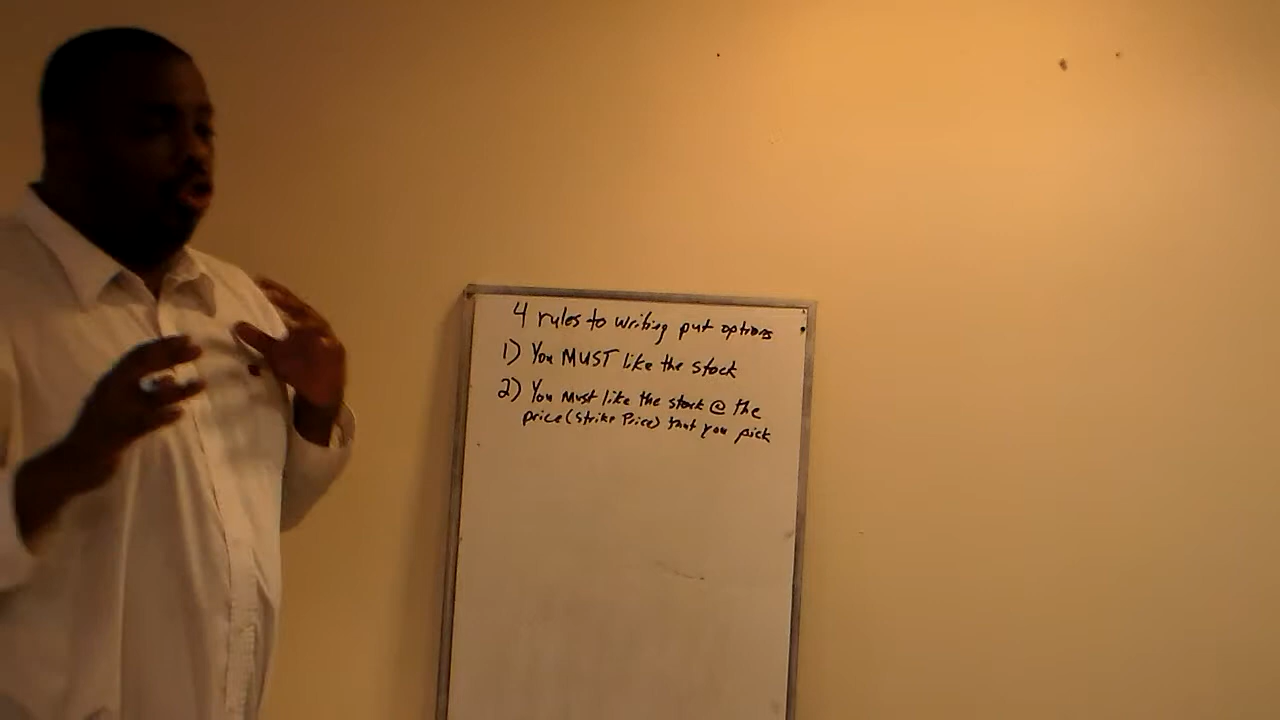 4 rules to writing put options
1) You MUST like the stock
2) You Must like the stock @ the
price (Strike Price) that you pick